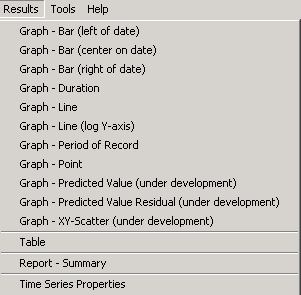 Results Tools Help
Graph - Bar (left of date)
Graph - Bar (center on date)
Graph - Bar (right of date)
Graph - Duration
Graph - Line
Graph - Line (log Y-axis)
Graph - Period of Record
Graph - Point
Graph - Predicted Value (under development)
Graph - Predicted Value Residual (under development)
Graph - XY-Scatter (under development)
Table
Report - Summary
Time Series Properties